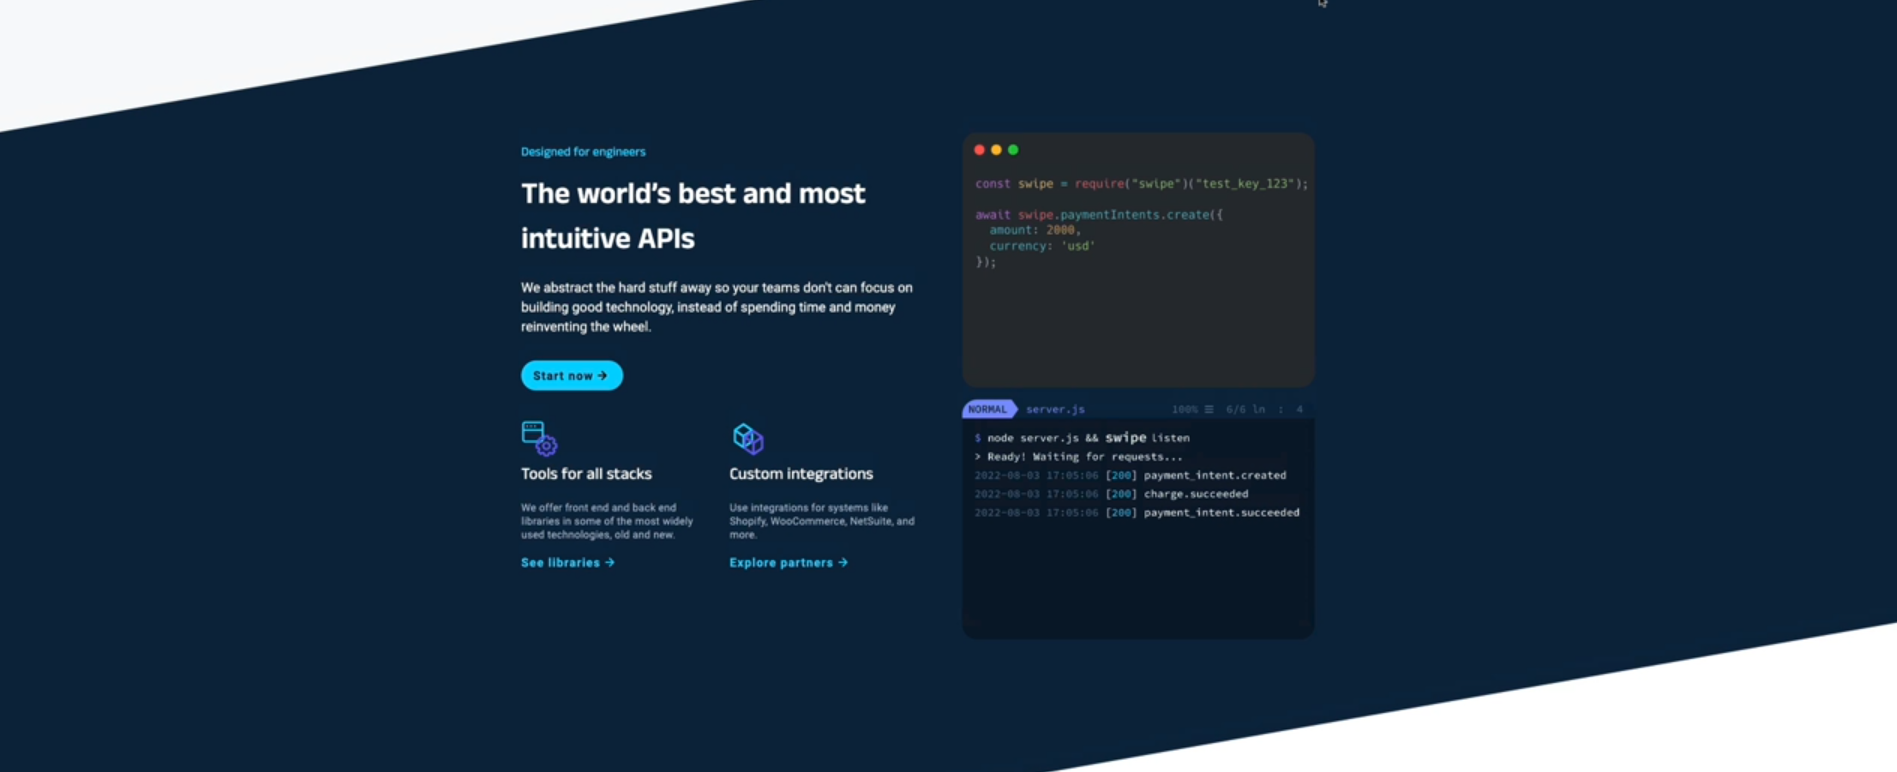 Designed for engineers
The world's best and most
intuitive APIs
We abstract the hard stuff away so your teams don't can focus on
building good technology, instead of spending time and money
reinventing the wheel.
Start now →
Tools for all stacks
We offer front end and back end
libraries in some of the most widely
used technologies, old and new.
See libraries →
Custom integrations
Use integrations for systems like
Shopify, WooCommerce, NetSuite, and
more.
Explore partners →
const swipe = require("swipe")("test_key_123");
await swipe.paymentIntents.create({
  amount: 2000,
  currency: 'usd'
});
NORMAL server.js 100% ☰ 6/6 ln : 4
$ node server.js && swipe listen
> Ready! Waiting for requests...
2022-08-03 17:05:06 [200] payment_intent.created
2022-08-03 17:05:06 [200] charge.succeeded
2022-08-03 17:05:06 [200] payment_intent.succeeded